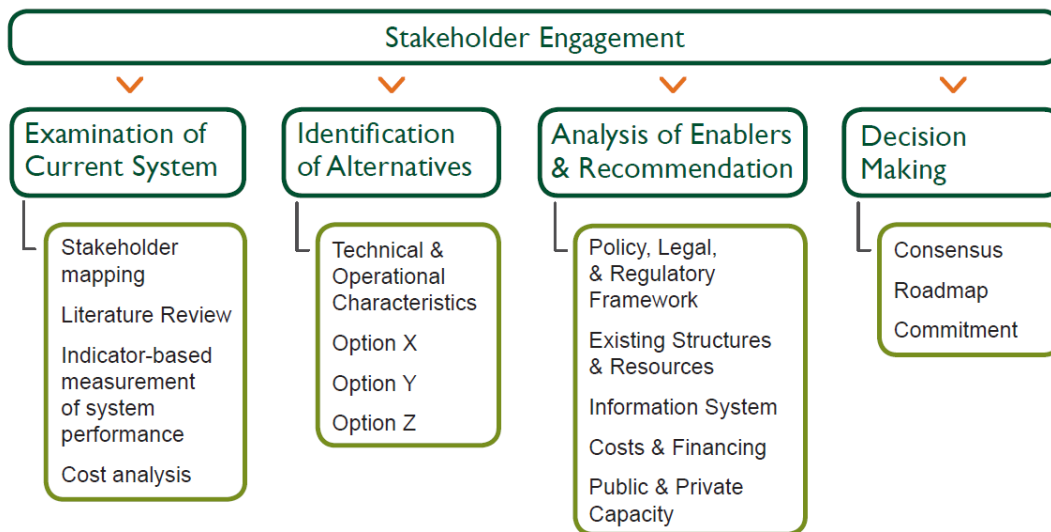 Stakeholder Engagement
Examination of
Current System
Stakeholder
mapping
Literature Review
Indicator-based
measurement
of system
performance
Cost analysis
Identification
of Alternatives
Technical &
Operational
Characteristics
Option X
Option Y
Option Z
Analysis of Enablers
& Recommendation
Policy, Legal,
& Regulatory
Framework
Existing Structures
& Resources
Information System
Costs & Financing
Public & Private
Capacity
Decision
Making
Consensus
Roadmap
Commitment